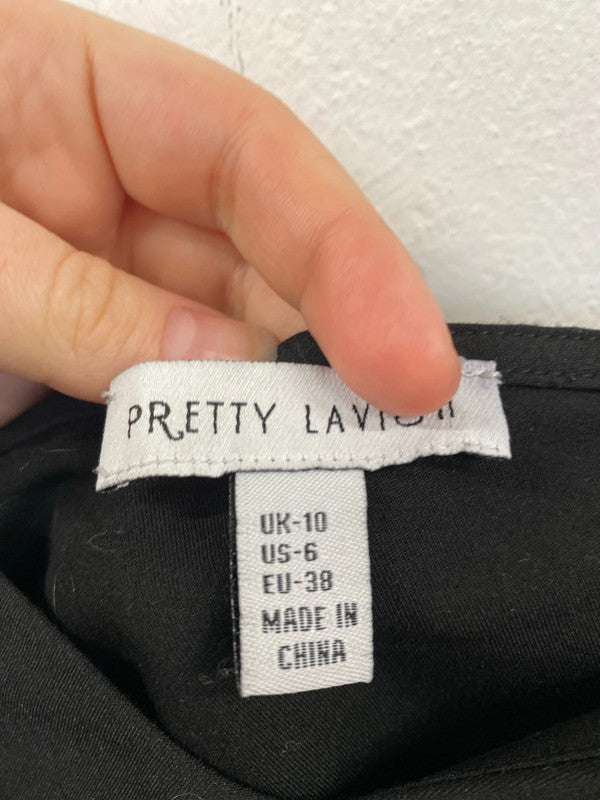 PRETTY LAVISH
UK-10
US-6
EU-38
MADE IN
CHINA